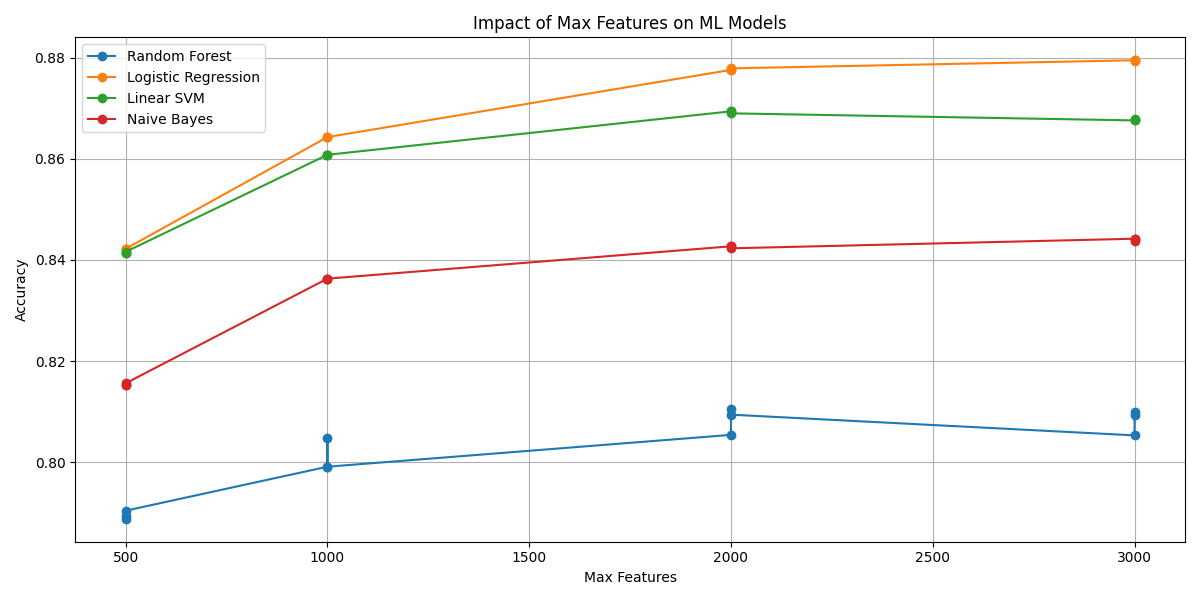 Impact of Max Features on ML Models
Random Forest
Logistic Regression
Linear SVM
Naive Bayes
Accuracy
0.88
0.86
0.84
0.82
0.80
500 1000 1500 2000 2500 3000
Max Features